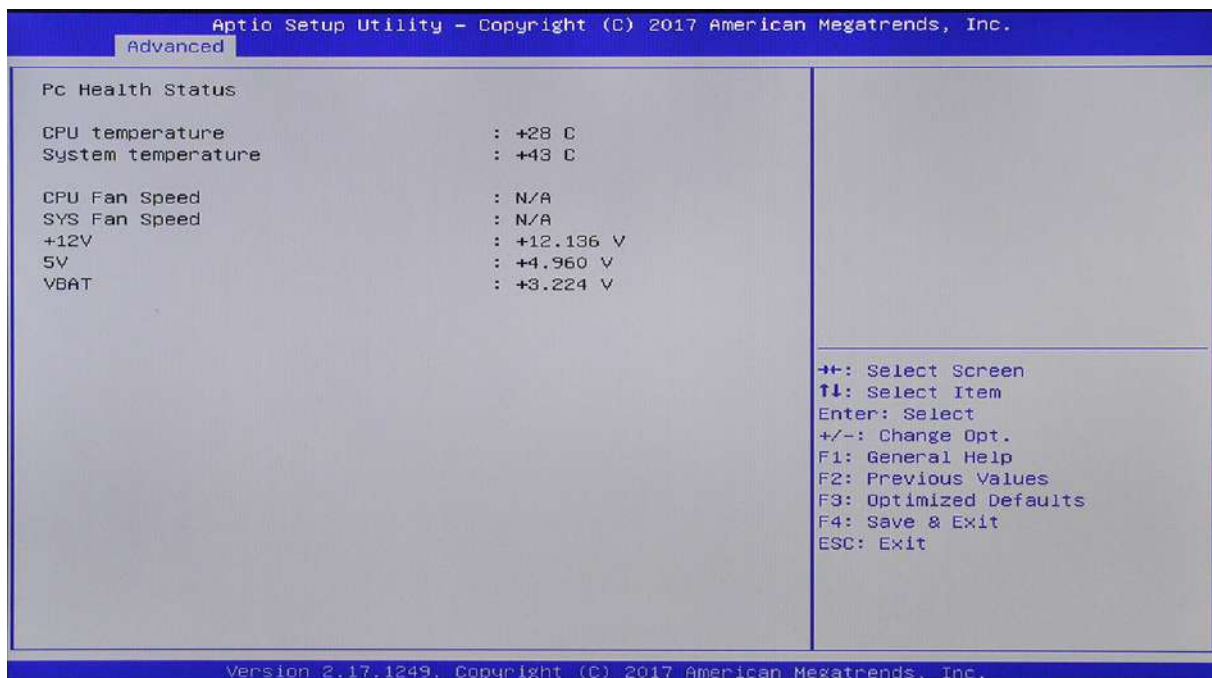 Aptio Setup Utility – Copyright (C) 2017 American Megatrends, Inc.
Advanced
Pc Health Status
CPU temperature : +28 C
System temperature : +43 C
CPU Fan Speed : N/A
SYS Fan Speed : N/A
+12V : +12.136 V
5V : +4.960 V
VBAT : +3.224 V
→←: Select Screen
↑↓: Select Item
Enter: Select
+/-: Change Opt.
F1: General Help
F2: Previous Values
F3: Optimized Defaults
F4: Save & Exit
ESC: Exit
Version 2.17.1249. Copyright (C) 2017 American Megatrends, Inc.